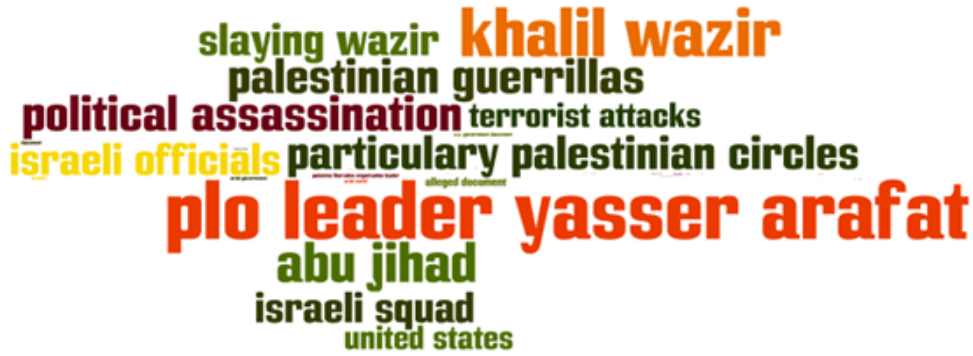 slaying wazir khalil wazir
palestinian guerrillas
political assassination terrorist attacks
israeli officials particulary palestinian circles
alleged document
plo leader yasser arafat
abu jihad
israeli squad
united states